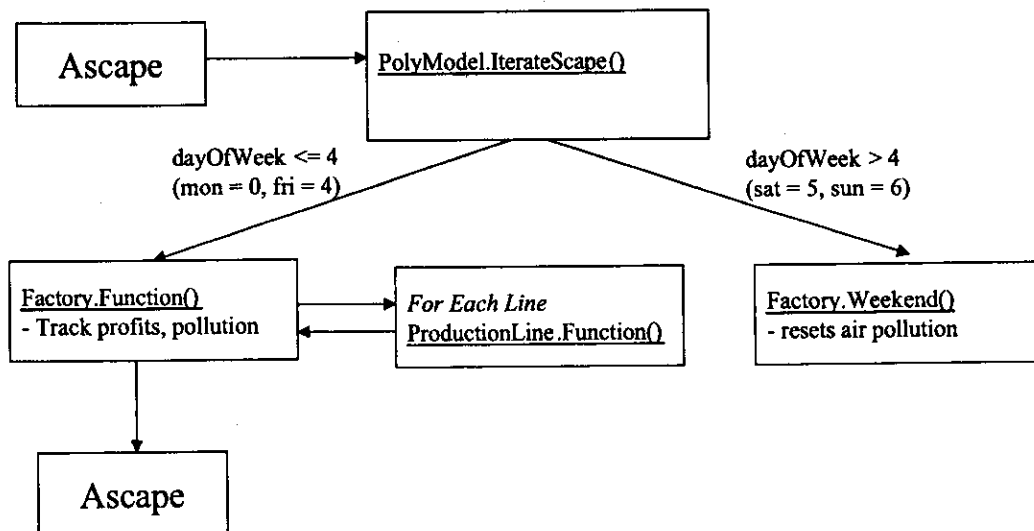 Ascape
PolyModel.IterateScape()
dayOfWeek <= 4
(mon = 0, fri = 4)
dayOfWeek > 4
(sat = 5, sun = 6)
Factory.Function()
- Track profits, pollution
For Each Line
ProductionLine.Function()
Factory.Weekend()
- resets air pollution
Ascape